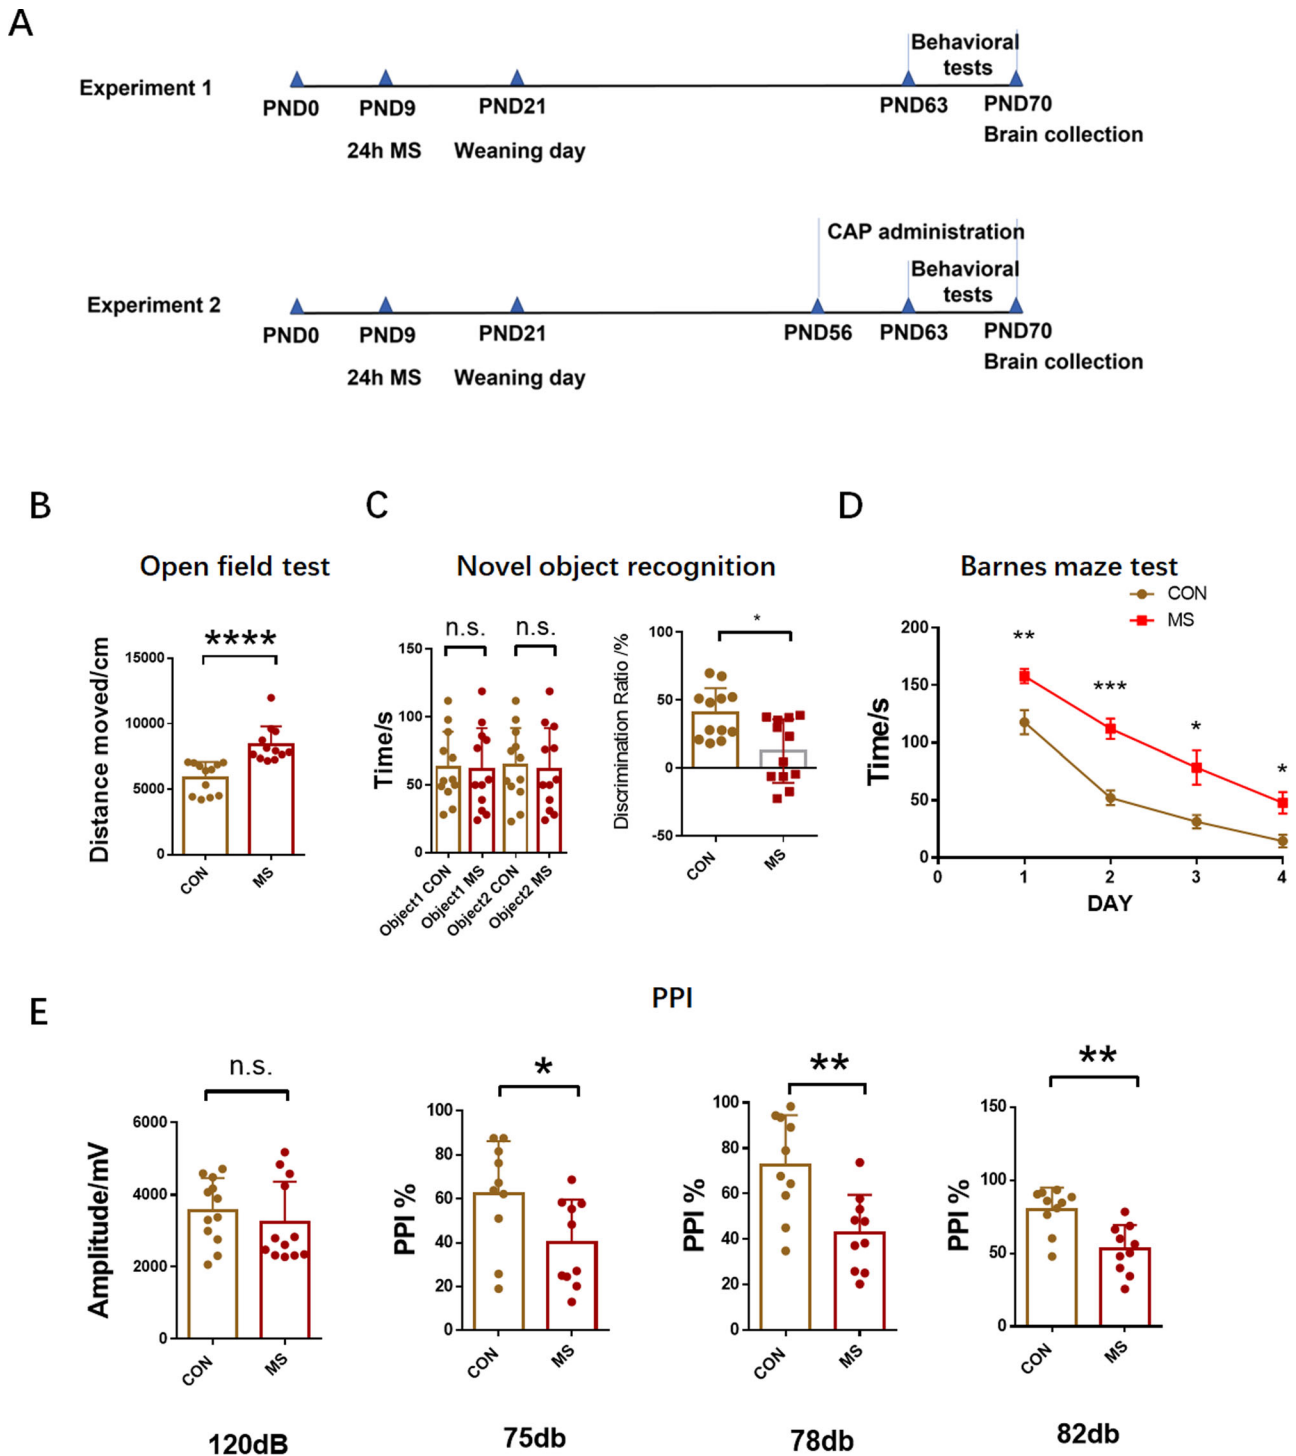 A
Behavioral
tests
Experiment 1
PND0
PND9
PND21
PND63
PND70
24h MS
Weaning day
Brain collection
CAP administration
Behavioral
tests
Experiment 2
PND0
PND9
PND21
PND56
PND63
PND70
24h MS
Weaning day
Brain collection
B
Open field test
****
Distance moved/cm
15000
10000
5000
0
CON
MS
C
Novel object recognition
n.s.
n.s.
Time/s
150
100
50
0
Object1 CON
Object1 MS
Object2 CON
Object2 MS
*
Discrimination Ratio /%
100
50
0
-50
CON
MS
D
Barnes maze test
CON
MS
Time/s
200
150
100
50
0
**
***
*
*
0
1
2
3
4
DAY
E
PPI
n.s.
Amplitude/mV
6000
4000
2000
0
CON
MS
120dB
*
PPI %
100
80
60
40
20
0
CON
MS
75db
**
PPI %
100
80
60
40
20
0
CON
MS
78db
**
PPI %
150
100
50
0
CON
MS
82db